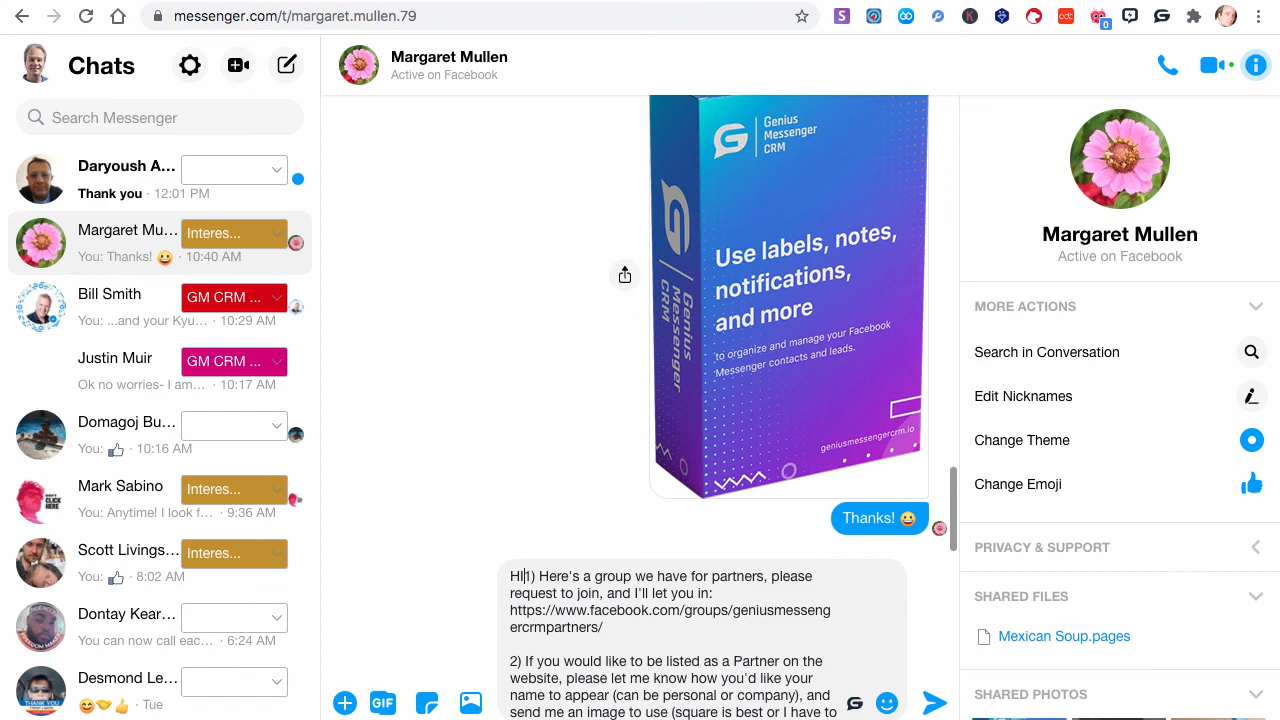 messenger.com/t/margaret.mullen.79
0
Chats
Search Messenger
Daryoush A...
Thank you · 12:01 PM
Margaret Mu...
Interes...
You: Thanks! 😀 · 10:40 AM
Bill Smith
GM CRM ...
You: ...and your Kyu... · 10:29 AM
Justin Muir
GM CRM ...
Ok no worries- I am... · 10:17 AM
Domagoj Bu...
You: 👍 · 10:16 AM
Mark Sabino
Interes...
You: Anytime! I look f... · 9:36 AM
Scott Livings...
Interes...
You: 👍 · 8:02 AM
Dontay Kear...
You can now call eac... · 6:24 AM
Desmond Le...
😊🤝👍 · Tue
Margaret Mullen
Active on Facebook
Genius
Messenger
CRM
Genius
Messenger
CRM
Use labels, notes,
notifications,
and more
to organize and manage your Facebook
Messenger contacts and leads.
geniusmessengercrm.io
Thanks! 😀
HI1) Here's a group we have for partners, please
request to join, and I'll let you in:
https://www.facebook.com/groups/geniusmesseng
ercrmpartners/
2) If you would like to be listed as a Partner on the
website, please let me know how you'd like your
name to appear (can be personal or compny), and
send me an image to use (square is best or I have to
GIF
Margaret Mullen
Active on Facebook
MORE ACTIONS
Search in Conversation
Edit Nicknames
Change Theme
Change Emoji
PRIVACY & SUPPORT
SHARED FILES
Mexican Soup.pages
SHARED PHOTOS